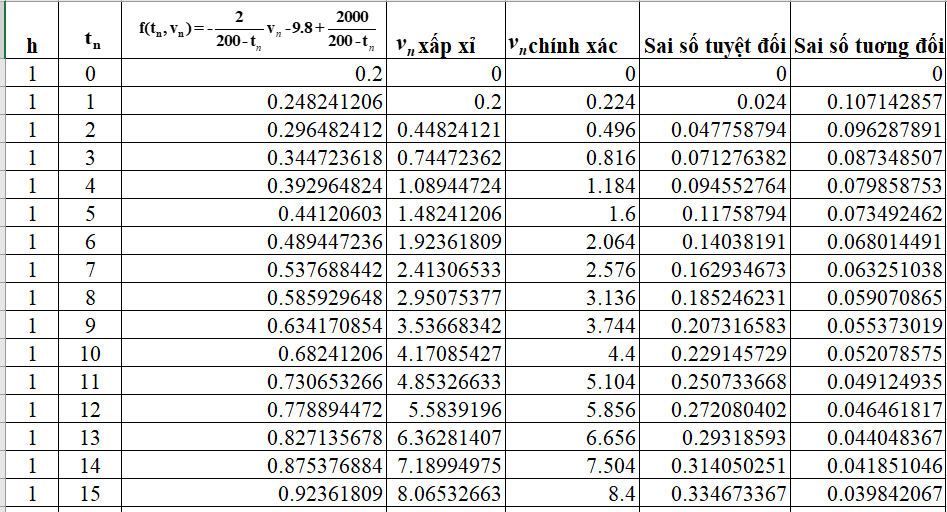 h | tₙ | f(tₙ,vₙ)=-2/(200-tₙ) vₙ -9.8+ 2000/(200-tₙ) | vₙ xấp xỉ | vₙ chính xác | Sai số tuyệt đối | Sai số tương đối
1 | 0 | 0.2 | 0 | 0 | 0 | 0
1 | 1 | 0.248241206 | 0.2 | 0.224 | 0.024 | 0.107142857
1 | 2 | 0.296482412 | 0.44824121 | 0.496 | 0.047758794 | 0.096287891
1 | 3 | 0.344723618 | 0.74472362 | 0.816 | 0.071276382 | 0.087348507
1 | 4 | 0.392964824 | 1.08944724 | 1.184 | 0.094552764 | 0.079858753
1 | 5 | 0.44120603 | 1.48241206 | 1.6 | 0.11758794 | 0.073492462
1 | 6 | 0.489447236 | 1.92361809 | 2.064 | 0.14038191 | 0.068014491
1 | 7 | 0.537688442 | 2.41306533 | 2.576 | 0.162934673 | 0.063251038
1 | 8 | 0.585929648 | 2.95075377 | 3.136 | 0.185246231 | 0.059070865
1 | 9 | 0.634170854 | 3.53668342 | 3.744 | 0.207316583 | 0.055373019
1 | 10 | 0.68241206 | 4.17085427 | 4.4 | 0.229145729 | 0.052078575
1 | 11 | 0.730653266 | 4.85326633 | 5.104 | 0.250733668 | 0.049124935
1 | 12 | 0.778894472 | 5.5839196 | 5.856 | 0.272080402 | 0.046461817
1 | 13 | 0.827135678 | 6.36281407 | 6.656 | 0.29318593 | 0.044048367
1 | 14 | 0.875376884 | 7.18994975 | 7.504 | 0.314050251 | 0.041851046
1 | 15 | 0.92361809 | 8.06532663 | 8.4 | 0.334673367 | 0.039842067